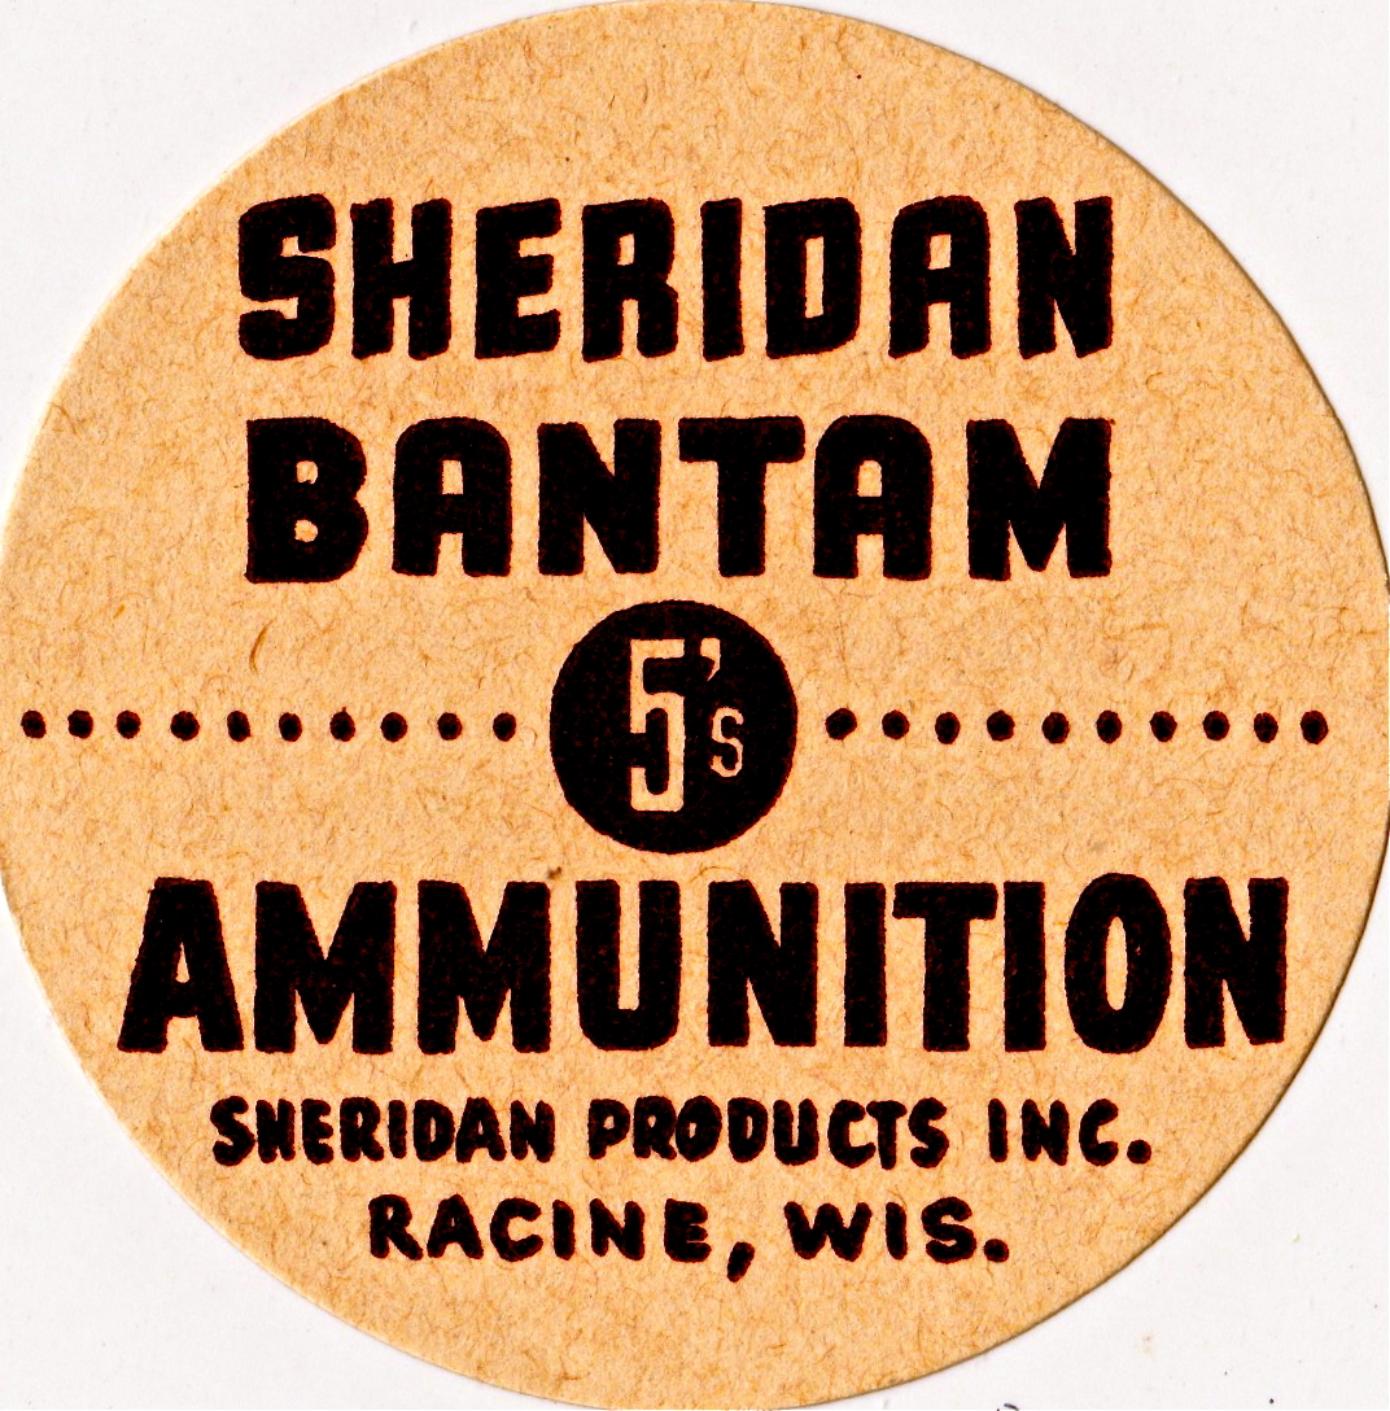 SHERIDAN
BANTAM
5's
AMMUNITION
SHERIDAN PRODUCTS INC.
RACINE, WIS.